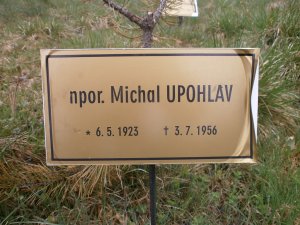 npor. Michal UPOHLAV
* 6. 5. 1923 † 3. 7. 1956